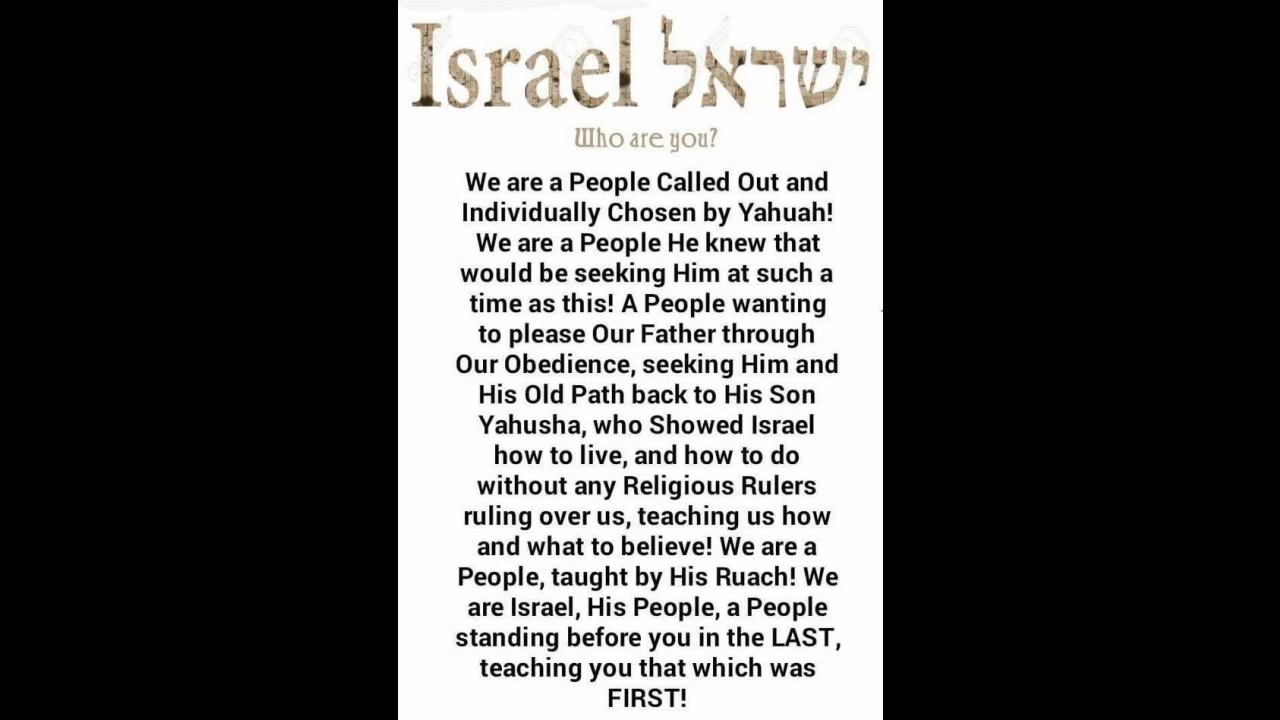 Israel ישראל
Who are you?
We are a People Called Out and
Individually Chosen by Yahuah!
We are a People He knew that
would be seeking Him at such a
time as this! A People wanting
to please Our Father through
Our Obedience, seeking Him and
His Old Path back to His Son
Yahusha, who Showed Israel
how to live, and how to do
without any Religious Rulers
ruling over us, teaching us how
and what to believe! We are a
People, taught by His Ruach! We
are Israel, His People, a People
standing before you in the LAST,
teaching you that which was
FIRST!